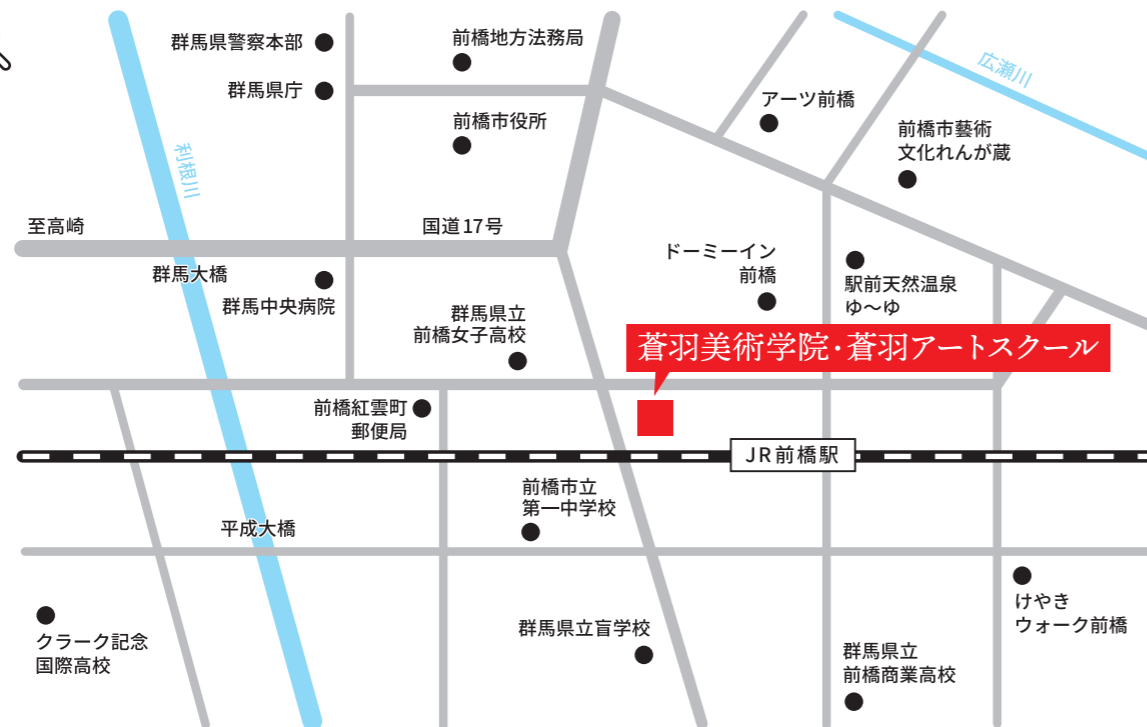 群馬県警察本部
前橋地方法務局
広瀬川
群馬県庁
アーツ前橋
前橋市役所
前橋市藝術
文化れんが蔵
利根川
至高崎
国道17号
群馬大橋
ドーミーイン
前橋
駅前天然温泉
ゆ〜ゆ
群馬中央病院
群馬県立
前橋女子高校
蒼羽美術学院・蒼羽アートスクール
前橋紅雲町
郵便局
JR前橋駅
前橋市立
第一中学校
平成大橋
けやき
ウォーク前橋
クラーク記念
国際高校
群馬県立盲学校
群馬県立
前橋商業高校